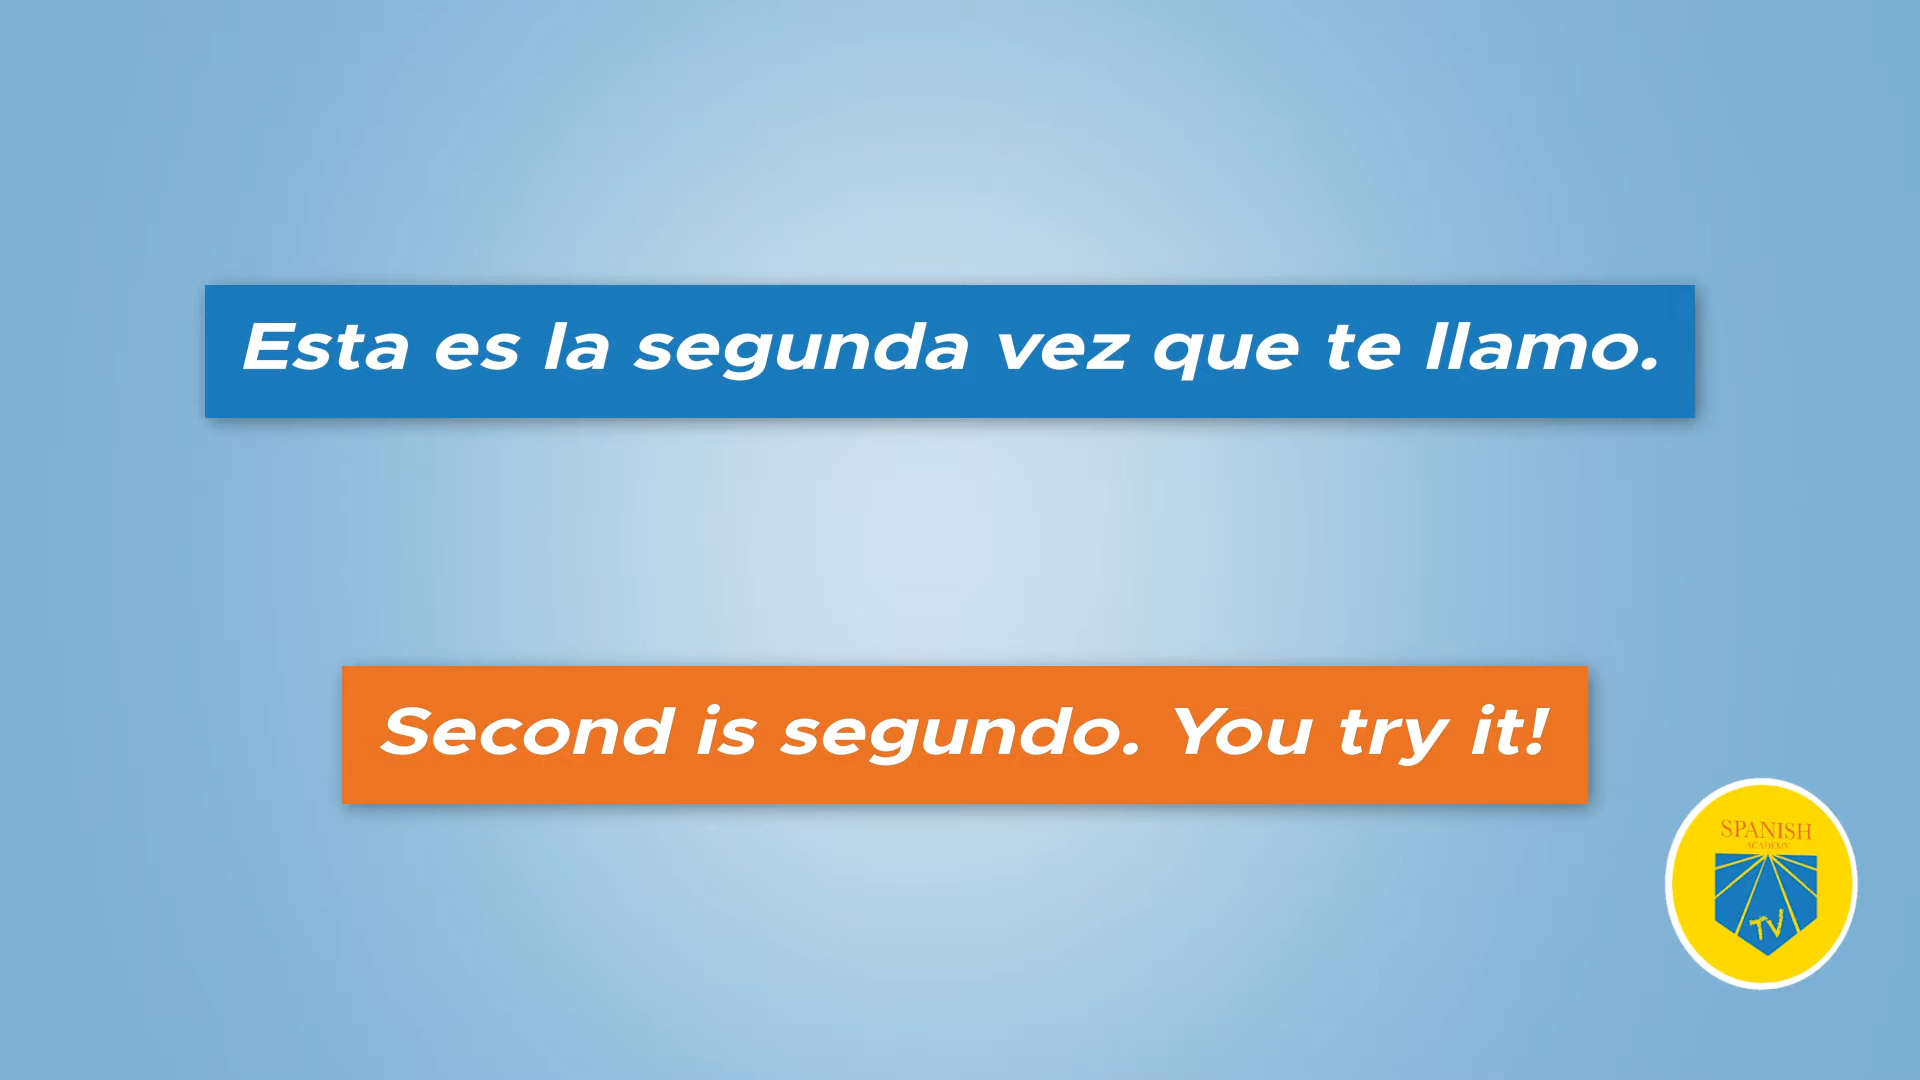 Esta es la segunda vez que te llamo.
Second is segundo. You try it!
SPANISH
ACADEMY
TV